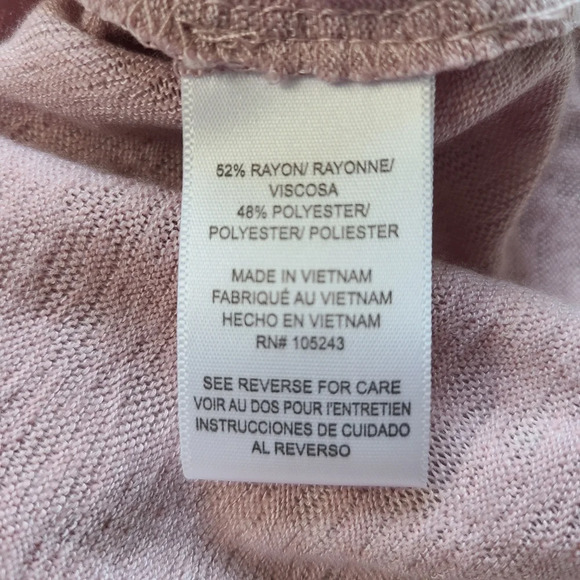 52% RAYON/ RAYONNE/
VISCOSA
48% POLYESTER/
POLYESTER/ POLIESTER
MADE IN VIETNAM
FABRIQUÉ AU VIETNAM
HECHO EN VIETNAM
RN# 105243
SEE REVERSE FOR CARE
VOIR AU DOS POUR l'ENTRETIEN
INSTRUCCIONES DE CUIDADO
AL REVERSO